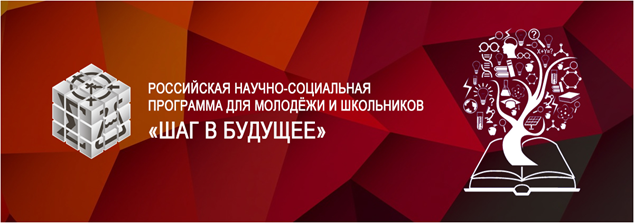 РОССИЙСКАЯ НАУЧНО-СОЦИАЛЬНАЯ
ПРОГРАММА ДЛЯ МОЛОДЁЖИ И ШКОЛЬНИКОВ
«ШАГ В БУДУЩЕЕ»
X+Y=?